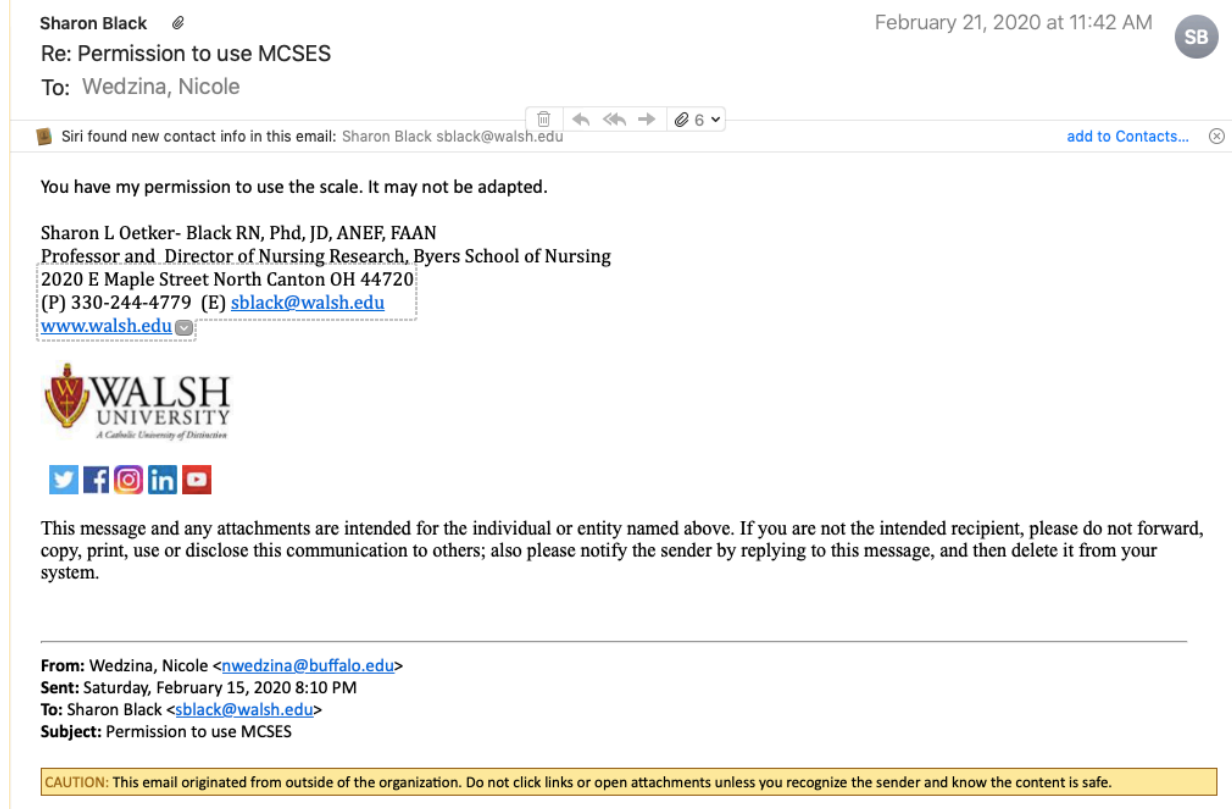 Sharon Black
February 21, 2020 at 11:42 AM
SB
Re: Permission to use MCSES
To: Wedzina, Nicole
6
Siri found new contact info in this email: Sharon Black sblack@walsh.edu
add to Contacts...
You have my permission to use the scale. It may not be adapted.
Sharon L Oetker- Black RN, Phd, JD, ANEF, FAAN
Professor and Director of Nursing Research, Byers School of Nursing
2020 E Maple Street North Canton OH 44720
(P) 330-244-4779 (E) sblack@walsh.edu
www.walsh.edu
W
WALSH
UNIVERSITY
A Catholic University of Distinction
This message and any attachments are intended for the individual or entity named above. If you are not the intended recipient, please do not forward,
copy, print, use or disclose this communication to others; also please notify the sender by replying to this message, and then delete it from your
system.
From: Wedzina, Nicole <nwedzina@buffalo.edu>
Sent: Saturday, February 15, 2020 8:10 PM
To: Sharon Black <sblack@walsh.edu>
Subject: Permission to use MCSES
CAUTION: This email originated from outside of the organization. Do not click links or open attachments unless you recognize the sender and know the content is safe.